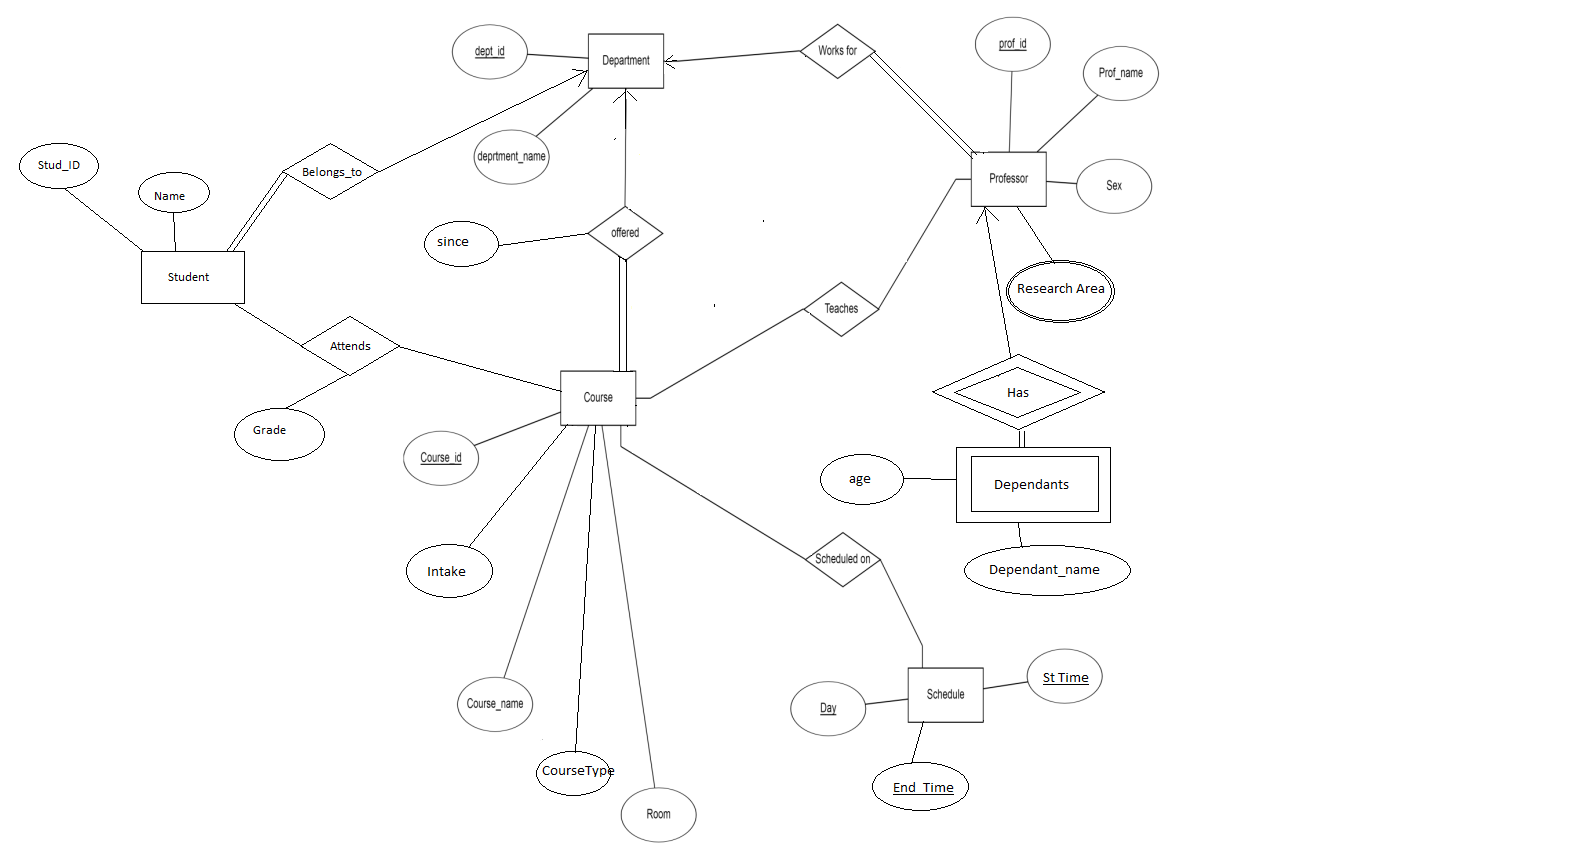 dept_id
Department
Works for
prof_id
Prof_name
deprtment_name
Stud_ID
Name
Belongs_to
Professor
Sex
since
offered
Student
Research Area
Teaches
Attends
Grade
Course
Has
Course_id
age
Dependants
Intake
Scheduled on
Dependant_name
Course_name
Day
Schedule
St Time
CourseType
End_Time
Room